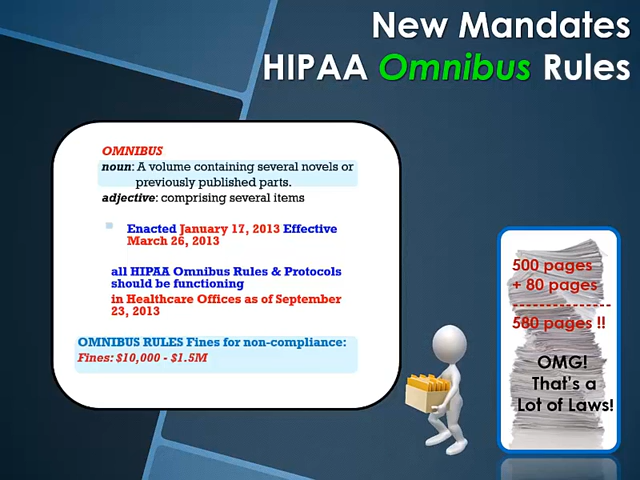 New Mandates
HIPAA Omnibus Rules
OMNIBUS
noun: A volume containing several novels or
previously published parts.
adjective: comprising several items
Enacted January 17, 2013 Effective
March 26, 2013
all HIPAA Omnibus Rules & Protocols
should be functioning
in Healthcare Offices as of September
23, 2013
OMNIBUS RULES Fines for non-compliance:
Fines: $10,000 - $1.5M
500 pages
+ 80 pages
--------------------
580 pages !!
OMG!
That's a
Lot of Laws!